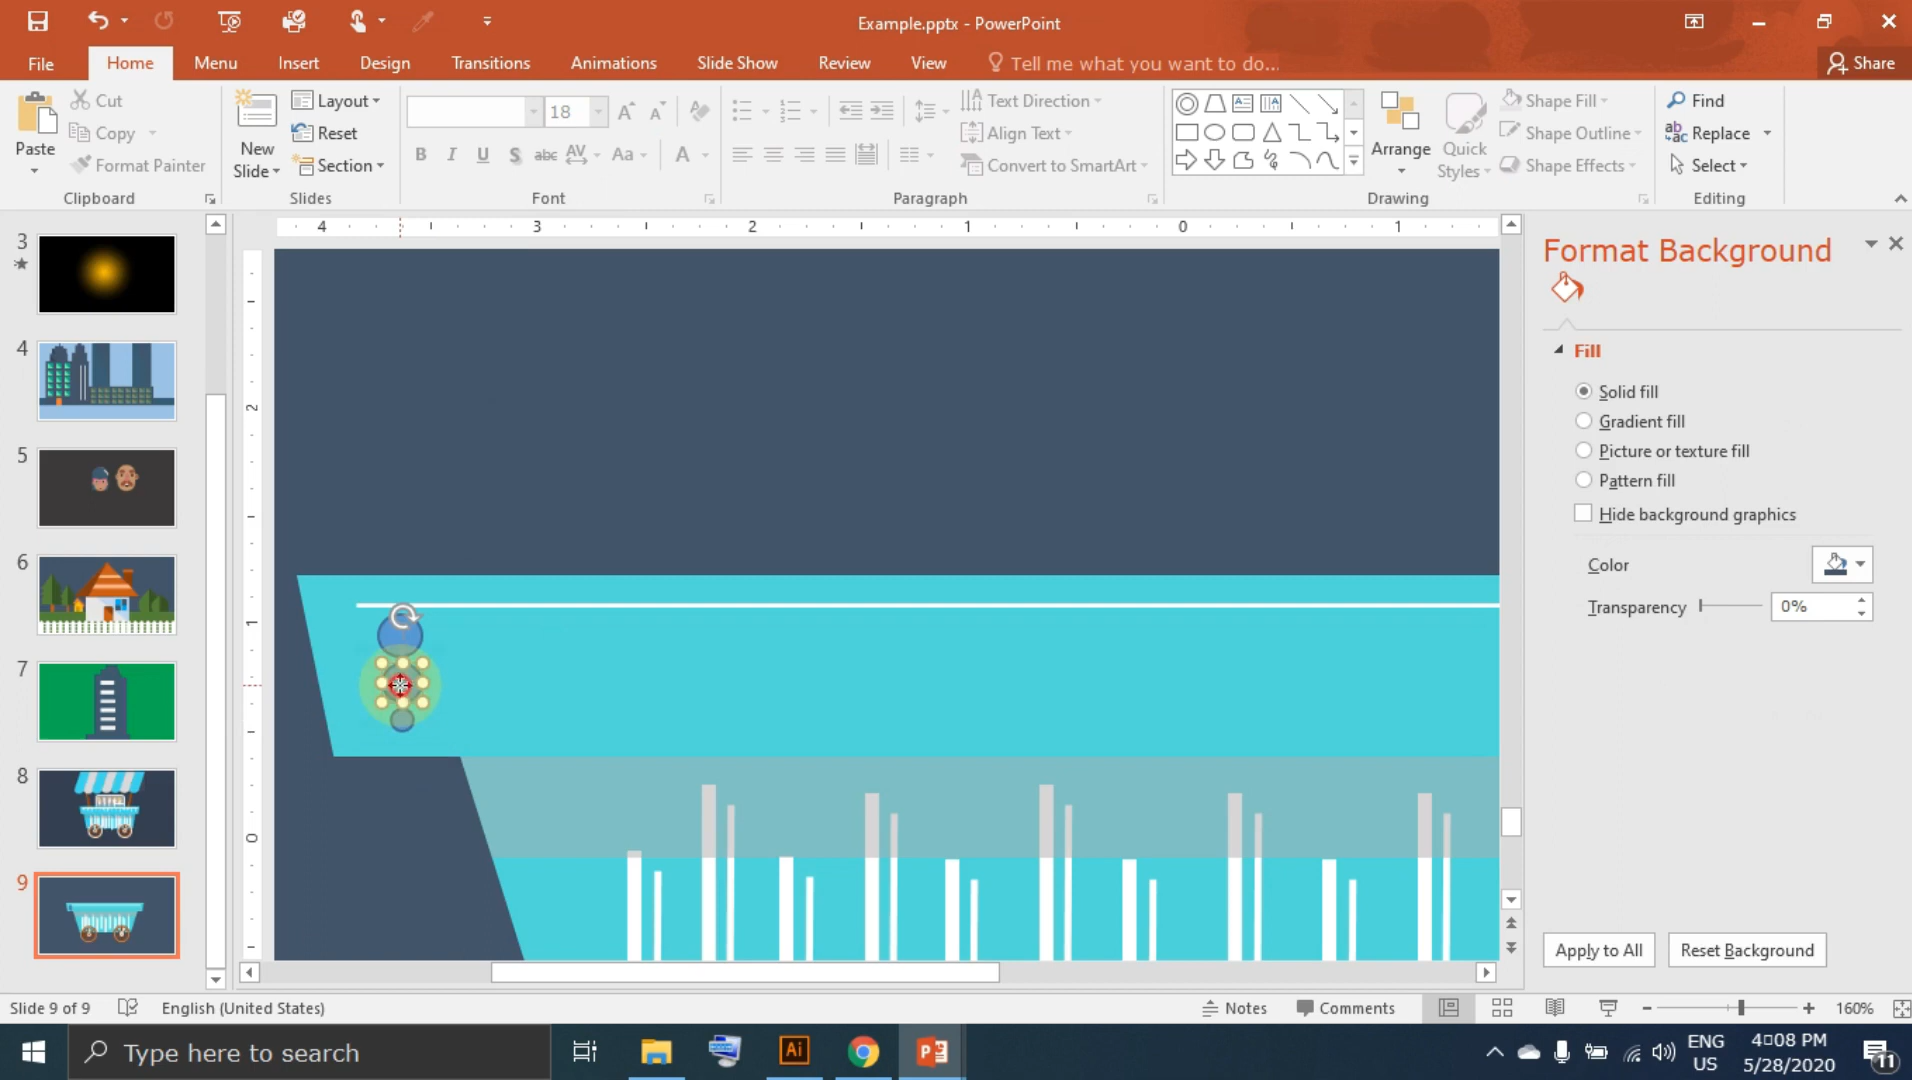 Example.pptx - PowerPoint
File Home Menu Insert Design Transitions Animations Slide Show Review View Tell me what you want to do... Share
Paste
Cut
Copy
Format Painter
Clipboard
New Slide
Layout
Reset
Section
Slides
18
B I U S abc AV Aa A
Font
Text Direction
Align Text
Convert to SmartArt
Paragraph
Arrange
Quick Styles
Shape Fill
Shape Outline
Shape Effects
Drawing
Find
Replace
Select
Editing
4 3 2 1 0 1
2
1
0
3
4
5
6
7
8
9
Format Background
Fill
Solid fill
Gradient fill
Picture or texture fill
Pattern fill
Hide background graphics
Color
Transparency 0%
Apply to All Reset Background
Slide 9 of 9 English (United States) Notes Comments 160%
Type here to search
Ai
ENG
US
4:08 PM
5/28/2020
11